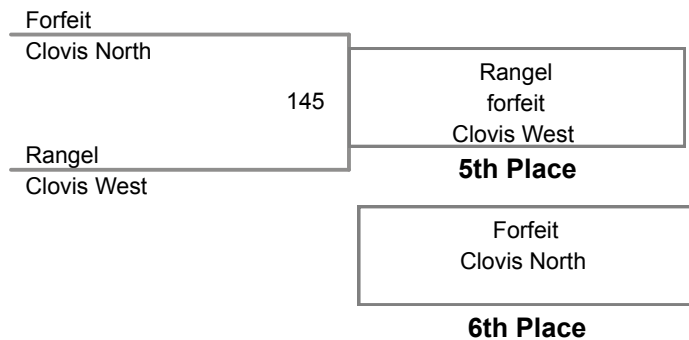 Forfeit
Clovis North
145
Rangel
Clovis West
Rangel
forfeit
Clovis West
5th Place
Forfeit
Clovis North
6th Place